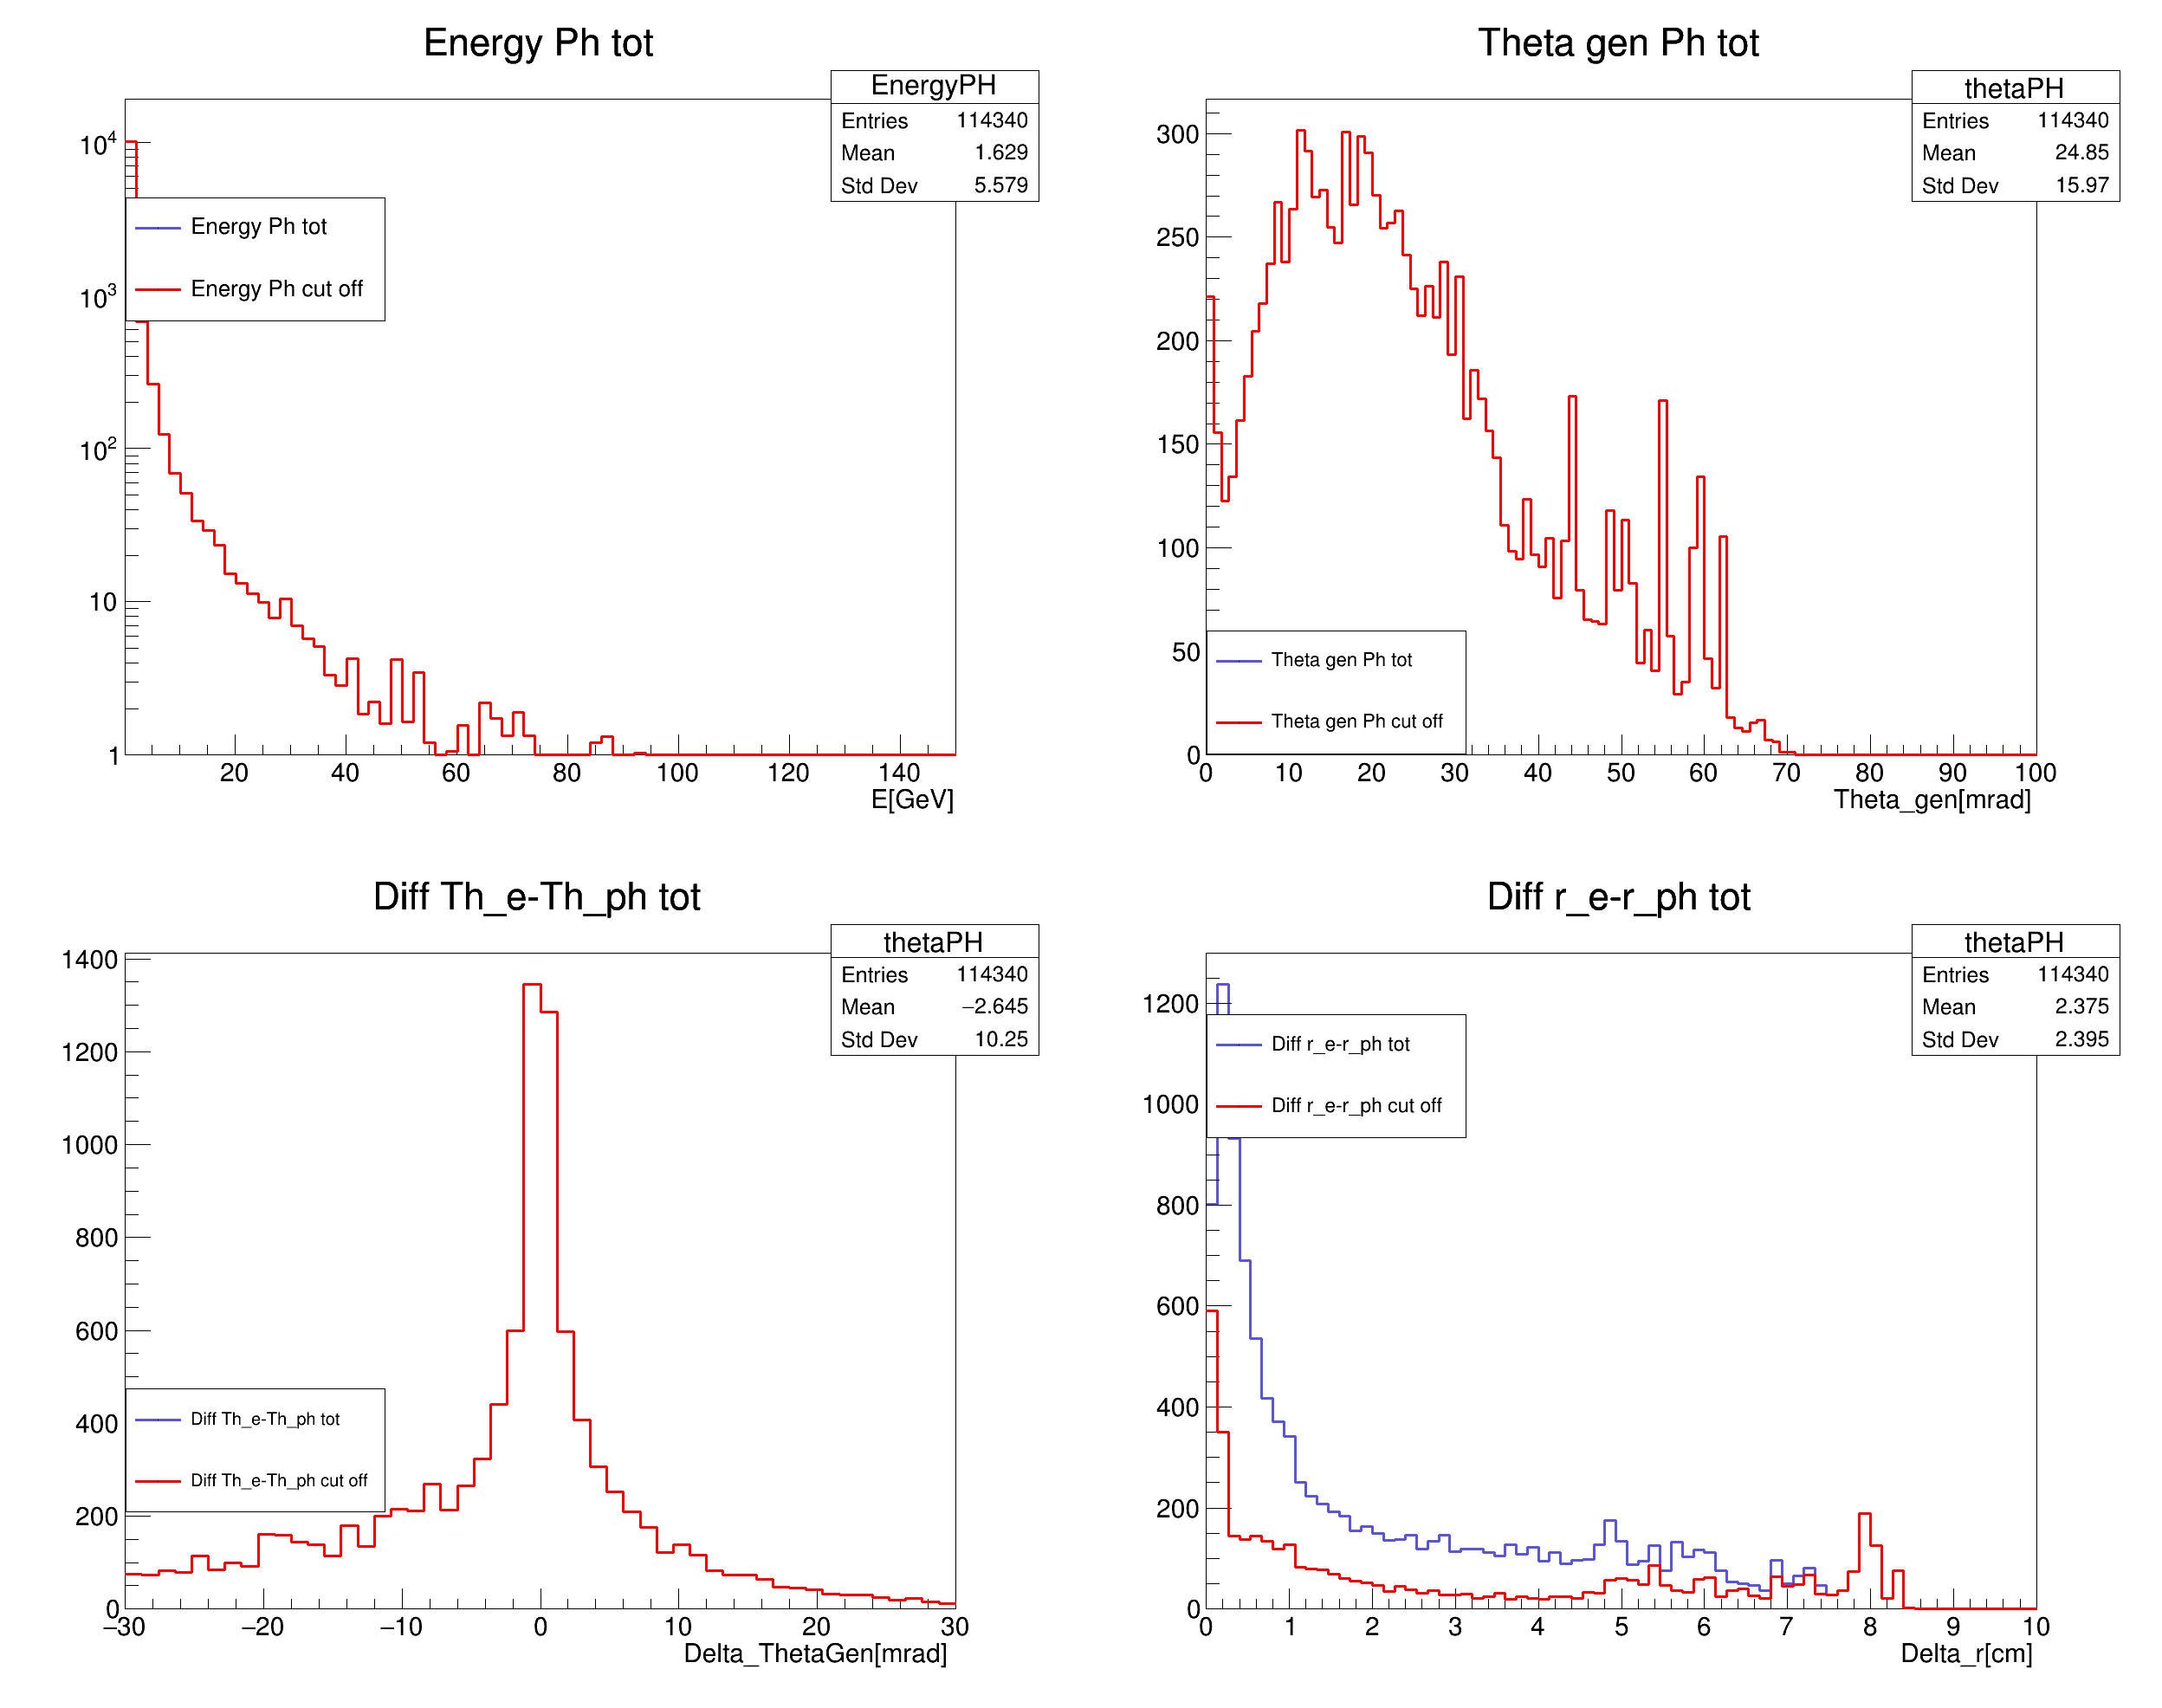 Energy Ph tot
EnergyPH
Entries 114340
Mean 1.629
Std Dev 5.579
10^4
10^3
10^2
10
1
Energy Ph tot
Energy Ph cut off
20 40 60 80 100 120 140
E[GeV]
Theta gen Ph tot
thetaPH
Entries 114340
Mean 24.85
Std Dev 15.97
300
250
200
150
100
50
0
Theta gen Ph tot
Theta gen Ph cut off
0 10 20 30 40 50 60 70 80 90 100
Theta_gen[mrad]
Diff Th_e-Th_ph tot
thetaPH
Entries 114340
Mean −2.645
Std Dev 10.25
1400
1200
1000
800
600
400
200
0
Diff Th_e-Th_ph tot
Diff Th_e-Th_ph cut off
−30 −20 −10 0 10 20 30
Delta_ThetaGen[mrad]
Diff r_e-r_ph tot
thetaPH
Entries 114340
Mean 2.375
Std Dev 2.395
1200
1000
800
600
400
200
0
Diff r_e-r_ph tot
Diff r_e-r_ph cut off
0 1 2 3 4 5 6 7 8 9 10
Delta_r[cm]